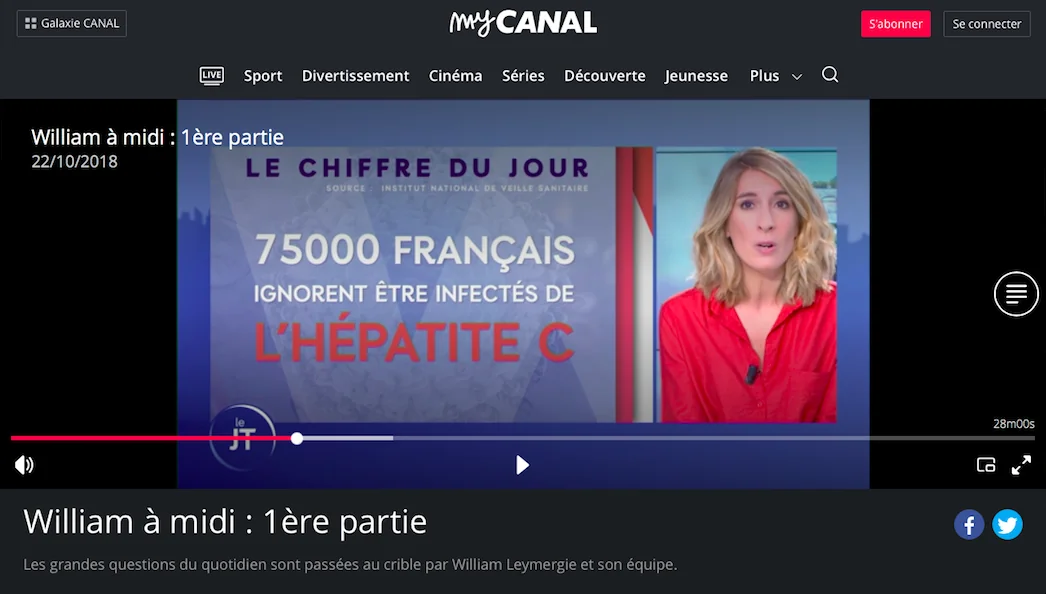 Galaxie CANAL
myCANAL
S'abonner
Se connecter
LIVE
Sport
Divertissement
Cinéma
Séries
Découverte
Jeunesse
Plus
William à midi : 1ère partie
22/10/2018
LE CHIFFRE DU JOUR
SOURCE : INSTITUT NATIONAL DE VEILLE SANITAIRE
75000 FRANÇAIS
IGNORENT ÊTRE INFECTÉS DE
L'HÉPATITE C
le
JT
28m00s
William à midi : 1ère partie
Les grandes questions du quotidien sont passées au crible par William Leymergie et son équipe.